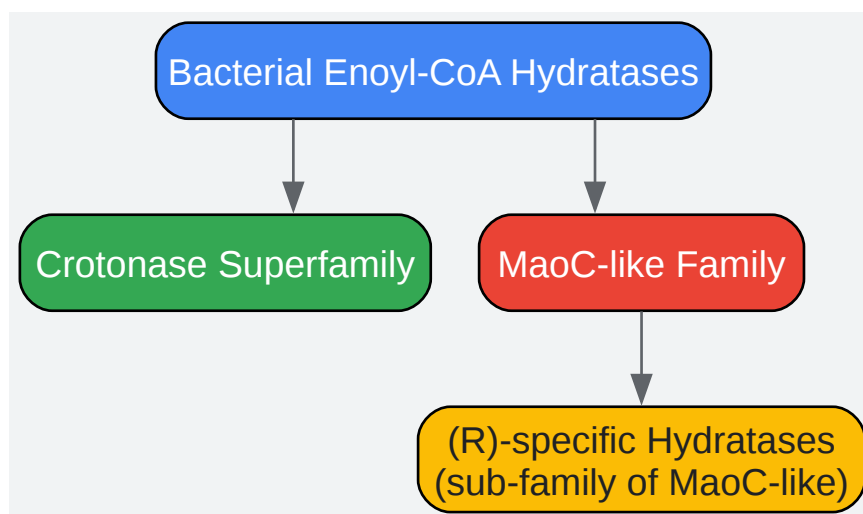 Bacterial Enoyl-CoA Hydratases
Crotonase Superfamily
MaoC-like Family
(R)-specific Hydratases
(sub-family of MaoC-like)